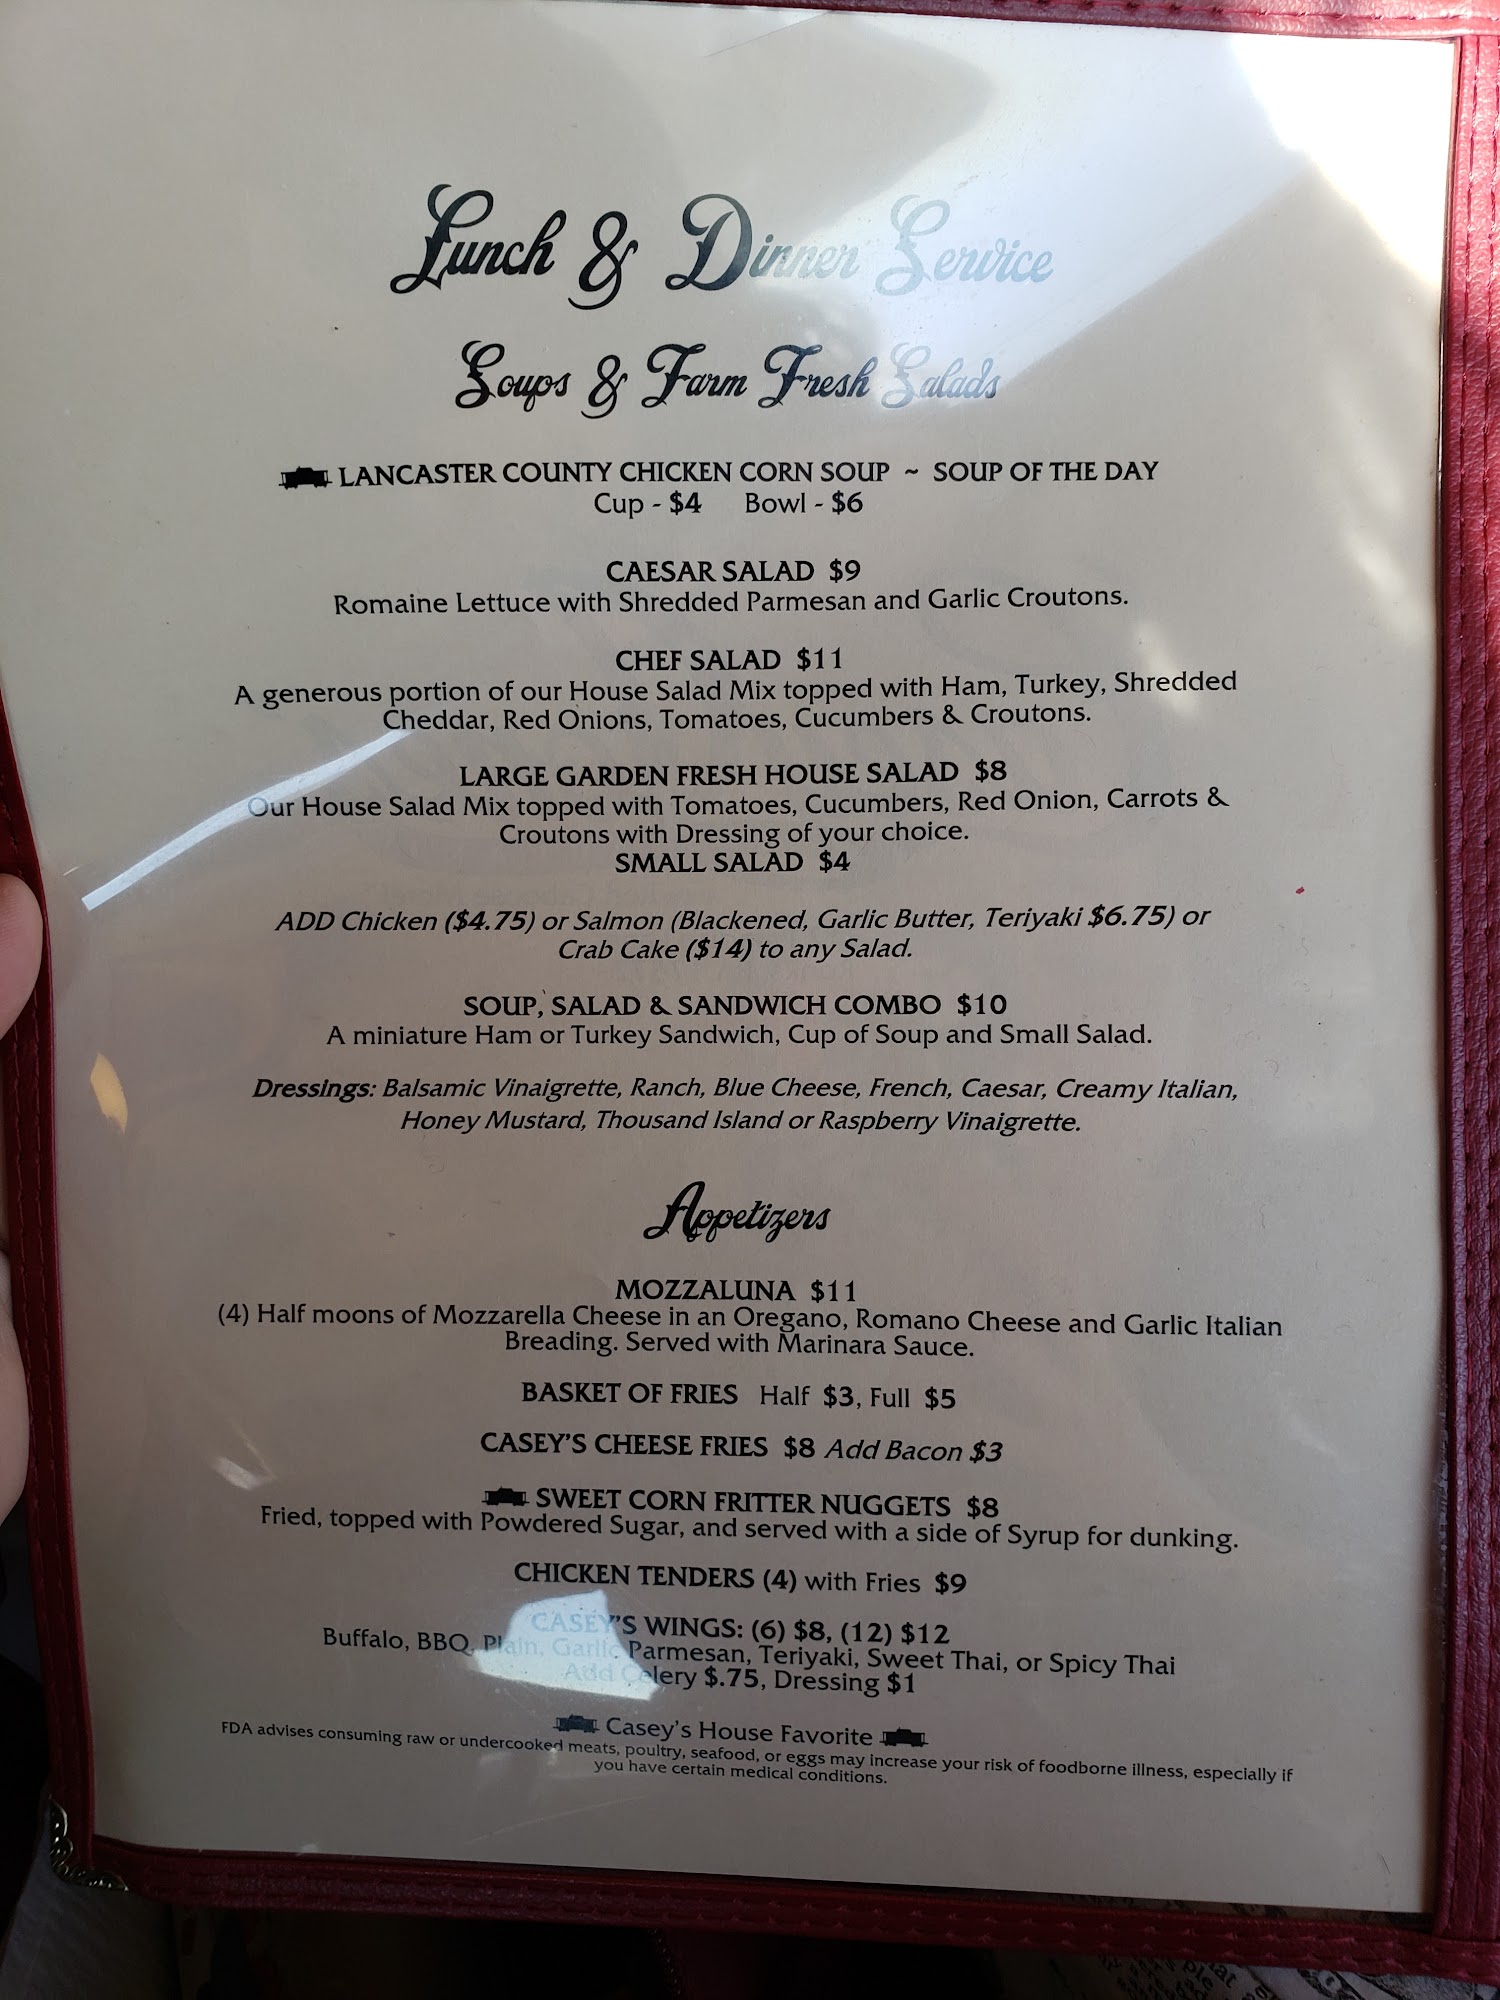 Lunch & Dinner Service
Soups & Farm Fresh Salads
LANCASTER COUNTY CHICKEN CORN SOUP ~ SOUP OF THE DAY
Cup - $4 Bowl - $6
CAESAR SALAD $9
Romaine Lettuce with Shredded Parmesan and Garlic Croutons.
CHEF SALAD $11
A generous portion of our House Salad Mix topped with Ham, Turkey, Shredded
Cheddar, Red Onions, Tomatoes, Cucumbers & Croutons.
LARGE GARDEN FRESH HOUSE SALAD $8
Our House Salad Mix topped with Tomatoes, Cucumbers, Red Onion, Carrots &
Croutons with Dressing of your choice.
SMALL SALAD $4
ADD Chicken ($4.75) or Salmon (Blackened, Garlic Butter, Teriyaki $6.75) or
Crab Cake ($14) to any Salad.
SOUP, SALAD & SANDWICH COMBO $10
A miniature Ham or Turkey Sandwich, Cup of Soup and Small Salad.
Dressings: Balsamic Vinaigrette, Ranch, Blue Cheese, French, Caesar, Creamy Italian,
Honey Mustard, Thousand Island or Raspberry Vinaigrette.
Appetizers
MOZZALUNA $11
(4) Half moons of Mozzarella Cheese in an Oregano, Romano Cheese and Garlic Italian
Breading. Served with Marinara Sauce.
BASKET OF FRIES Half $3, Full $5
CASEY'S CHEESE FRIES $8 Add Bacon $3
SWEET CORN FRITTER NUGGETS $8
Fried, topped with Powdered Sugar, and served with a side of Syrup for dunking.
CHICKEN TENDERS (4) with Fries $9
CASEY'S WINGS: (6) $8, (12) $12
Buffalo, BBQ, Plain, Garlic Parmesan, Teriyaki, Sweet Thai, or Spicy Thai
Add Celery $.75, Dressing $1
Casey's House Favorite
FDA advises consuming raw or undercooked meats, poultry, seafood, or eggs may increase your risk of foodborne illness, especially if
you have certain medical conditions.